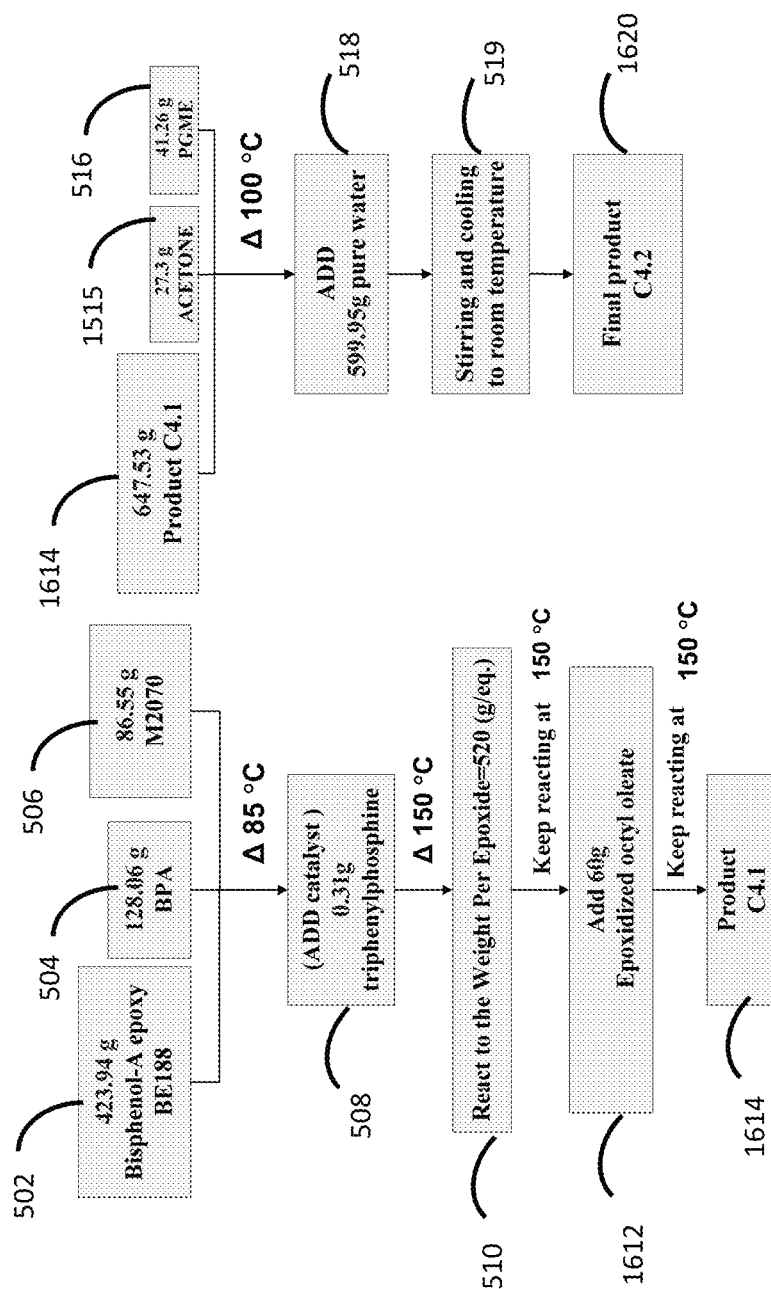 502
423.94 g
Bisphenol-A epoxy
BE188
504
128.06 g
BPA
506
86.55 g
M2070
Δ 85 °C
508
(ADD catalyst )
0.31g
triphenylphosphine
Δ 150 °C
510
React to the Weight Per Epoxide=520 (g/eq.)
Keep reacting at 150 °C
1612
Add 60g
Epoxidized octyl oleate
Keep reacting at 150 °C
1614
Product
C4.1
1614
647.53 g
Product C4.1
1515
27.3 g
ACETONE
516
41.26 g
PGME
Δ 100 °C
518
ADD
599.95g pure water
519
Stirring and cooling
to room temperature
1620
Final product
C4.2